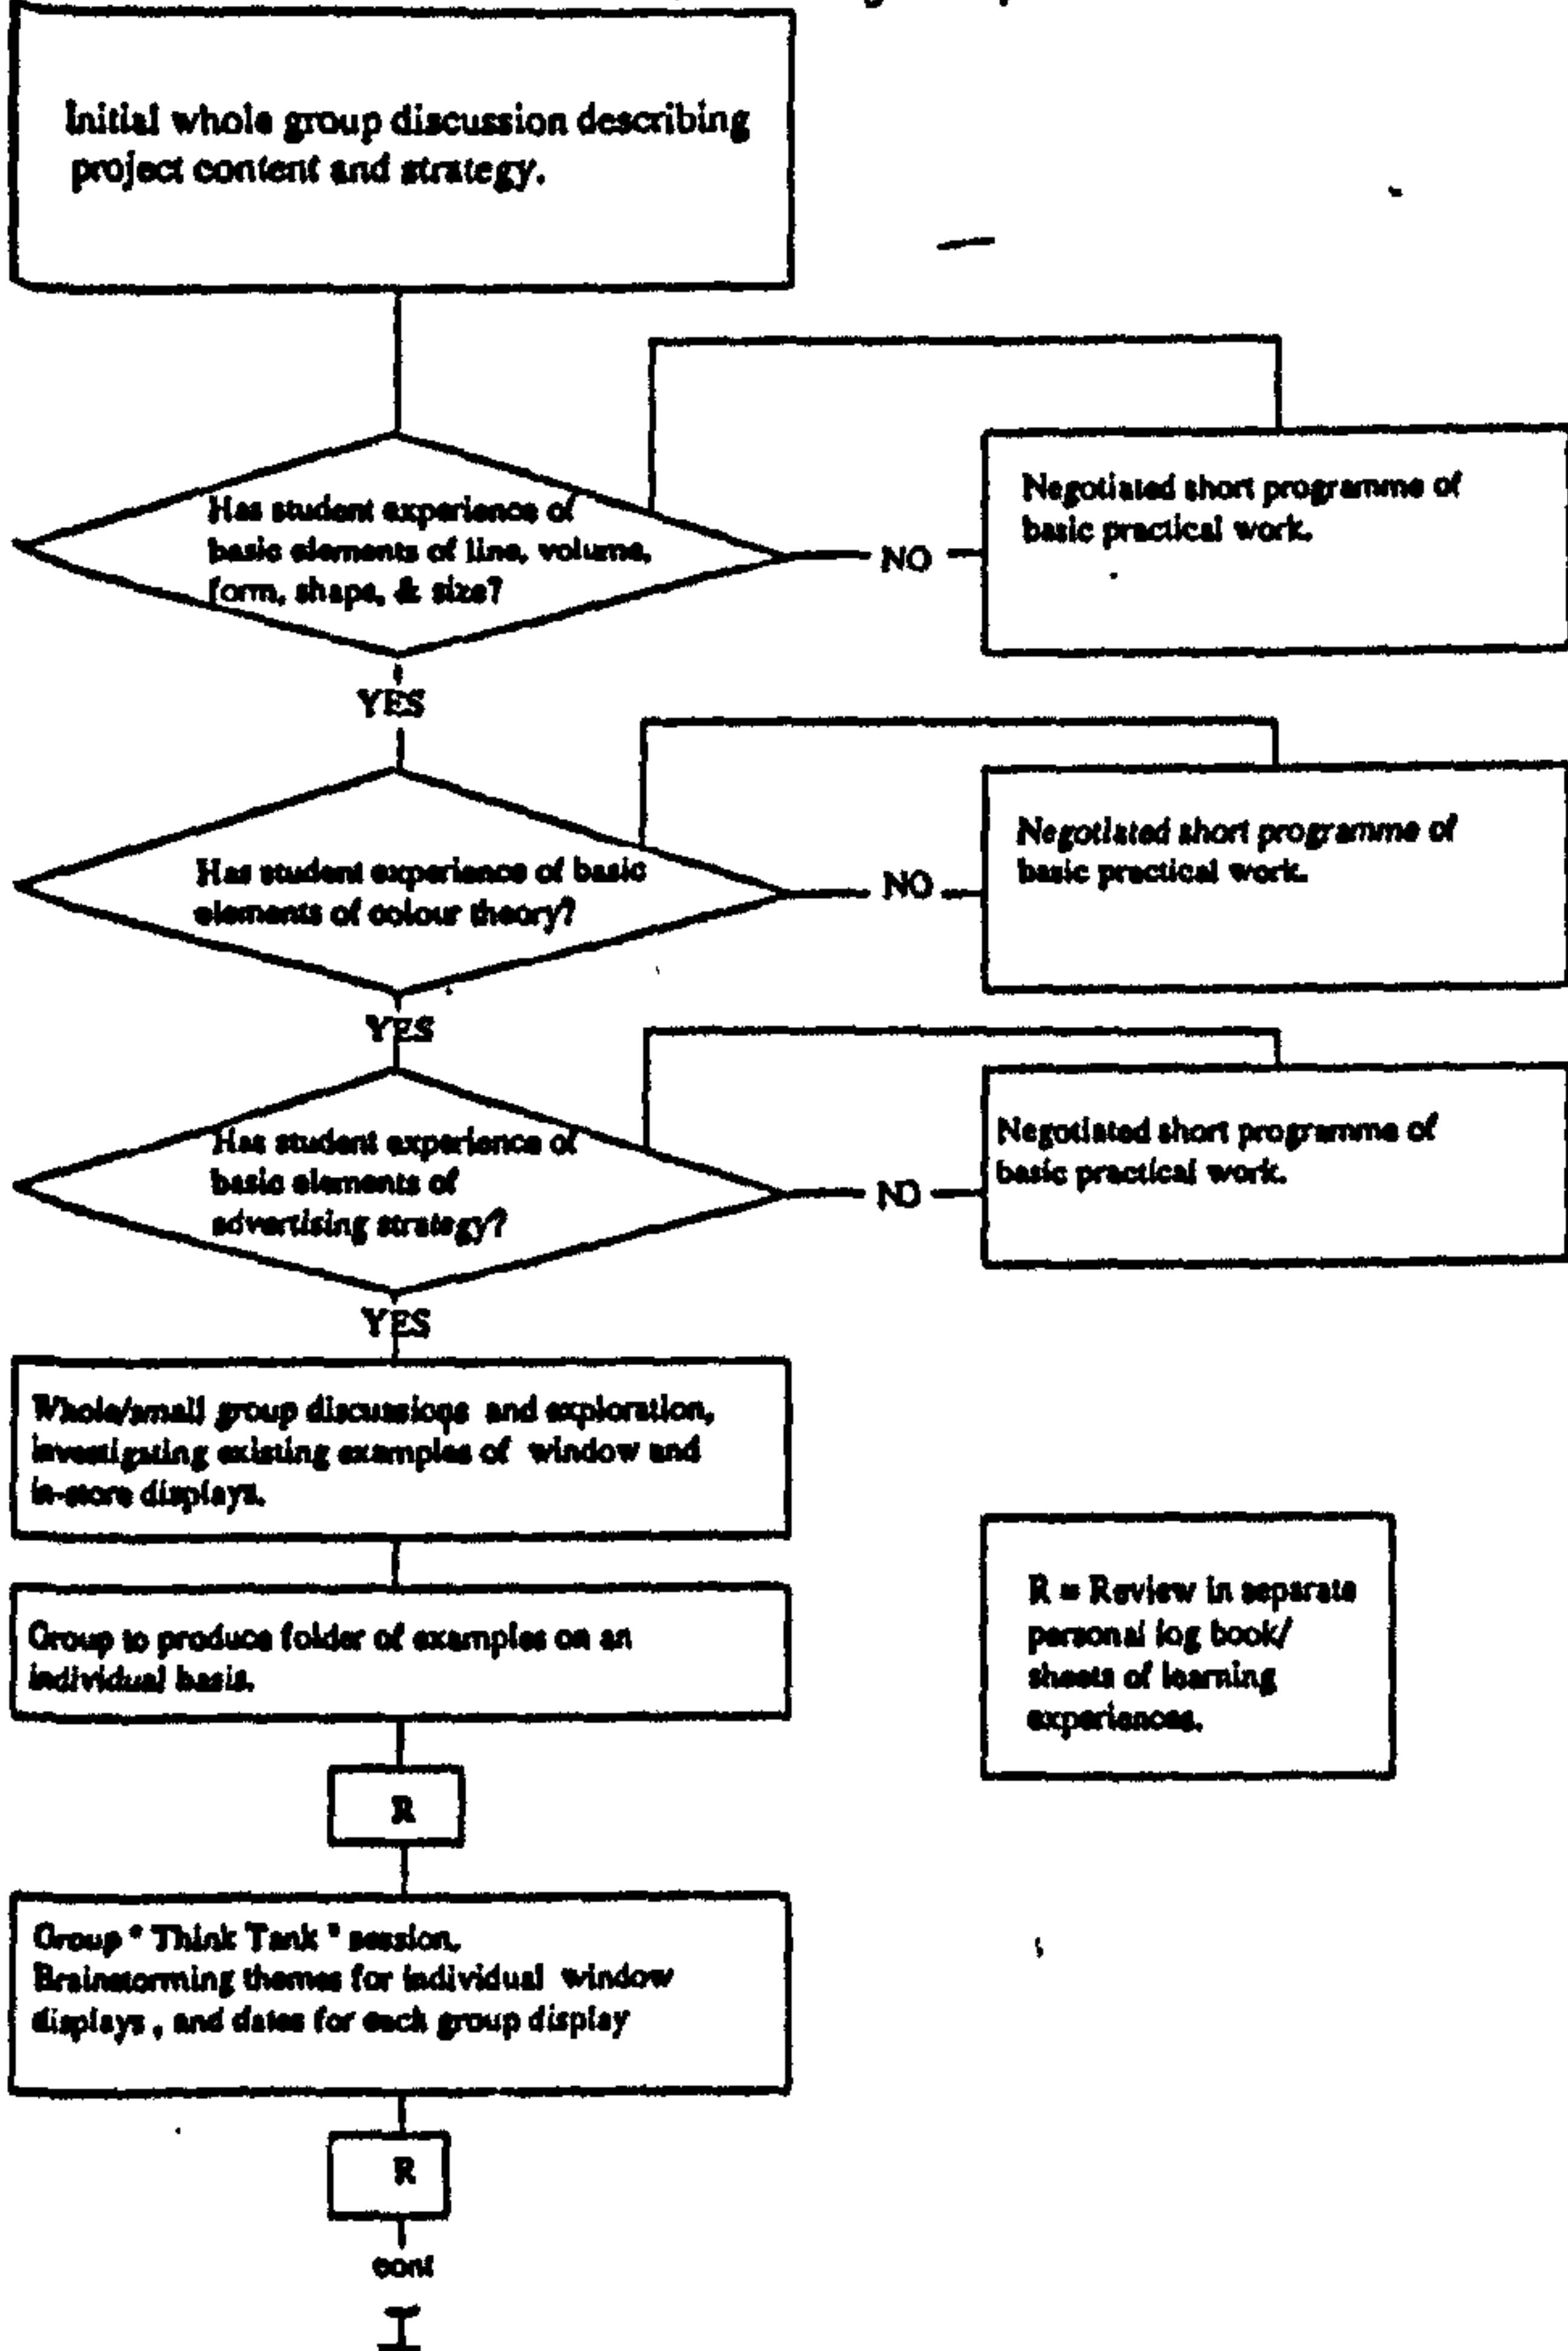 Initial whole group discussion describing
project content and strategy.
Has student experience of
basic elements of line, volume,
form, shape, & size?
NO
Negotiated short programme of
basic practical work.
YES
Has student experience of basic
elements of colour theory?
NO
Negotiated short programme of
basic practical work.
YES
Has student experience of
basic elements of
advertising strategy?
NO
Negotiated short programme of
basic practical work.
YES
Whole/small group discussions and exploration,
investigating existing examples of window and
in-store displays.
Group to produce folder of examples on an
individual basis.
R = Review in separate
personal log book/
sheets of learning
experiences.
R
Group " Think Tank " session.
Brainstorming themes for individual window
displays , and dates for each group display
R
cont